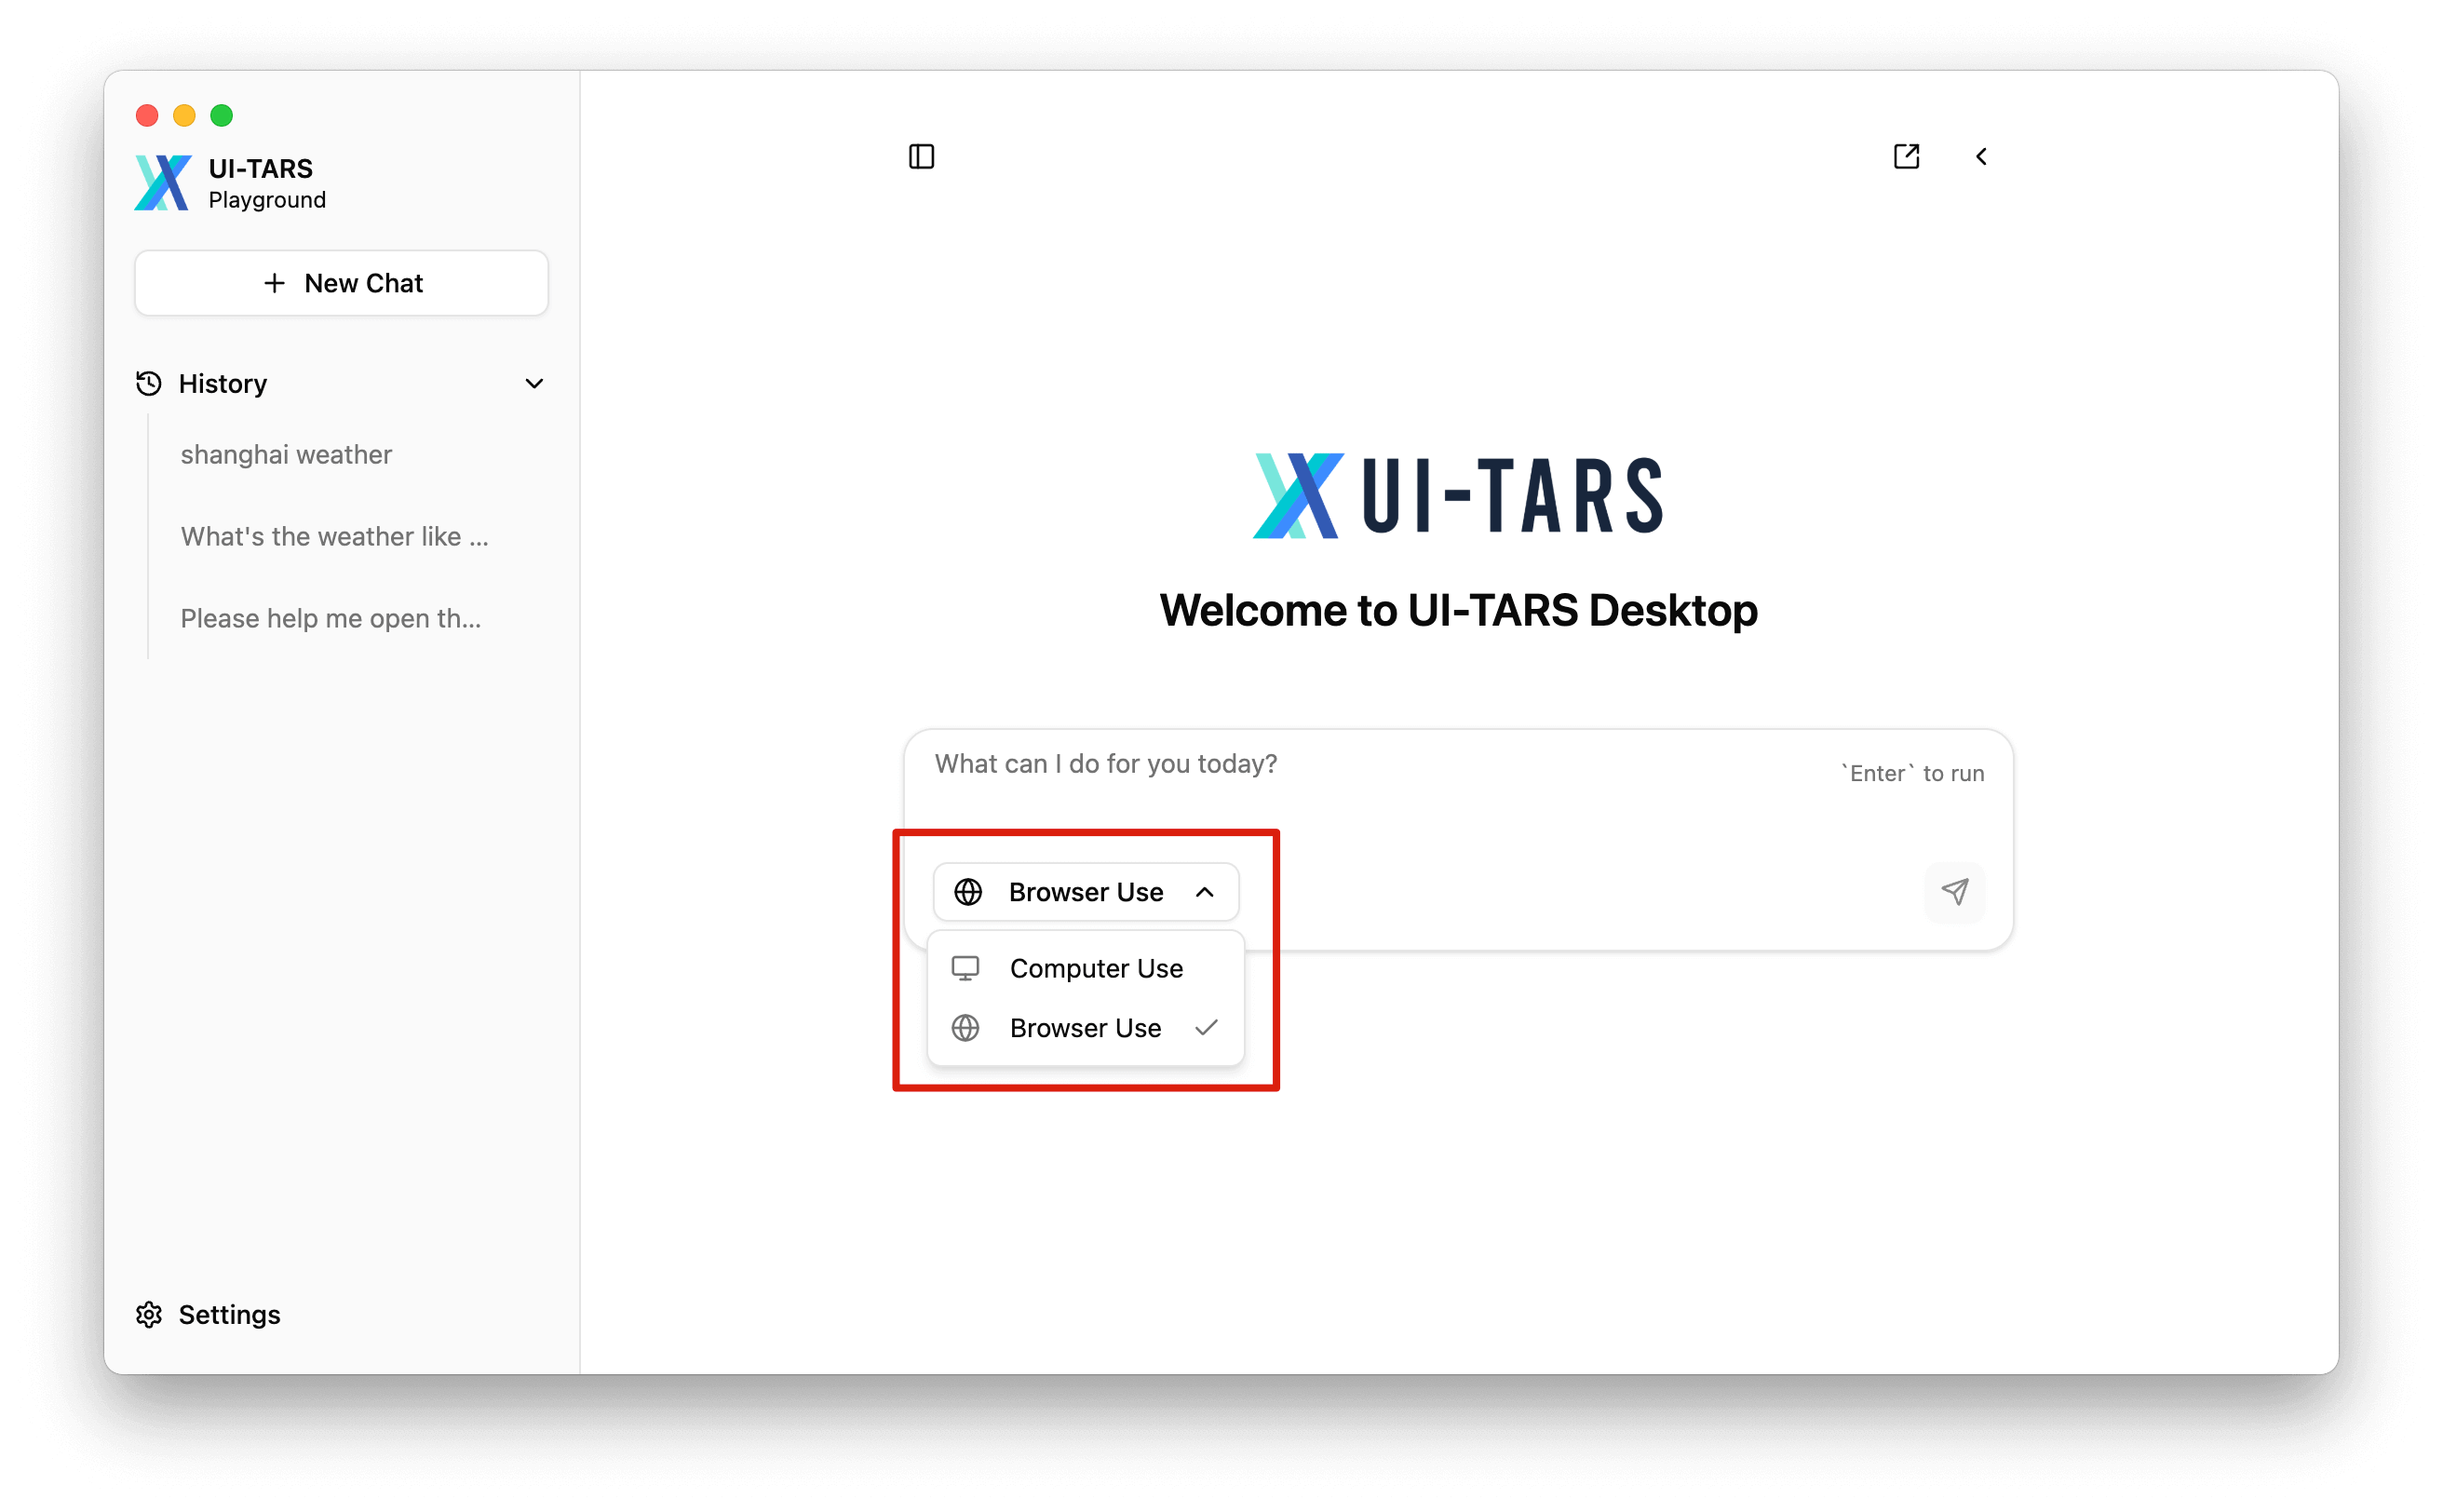 UI-TARS
Playground
New Chat
History
shanghai weather
What's the weather like ...
Please help me open th...
Settings
UI-TARS
Welcome to UI-TARS Desktop
What can I do for you today?
`Enter` to run
Browser Use
Computer Use
Browser Use